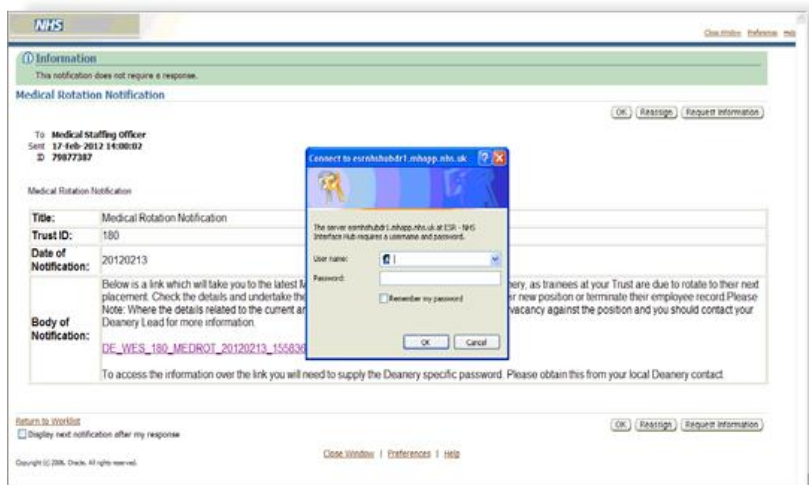 NHS
Close Window Preferences Help
Information
This notification does not require a response.
Medical Rotation Notification
OK Reassign Request Information
To Medical Staffing Officer
Sent 17-Feb-2012 14:00:02
ID 79877387
Medical Rotation Notification
Title: Medical Rotation Notification
Trust ID: 180
Date of Notification: 20120213
Body of Notification:
Below is a link which will take you to the latest
nery, as trainees at your Trust are due to rotate to their next
placement. Check the details and undertake the
new position or terminate their employee record.Please
Note: Where the details related to the current
vacancy against the position and you should contact your
Deanery Lead for more information.
DE_WES_180_MEDROT_20120213_155836
To access the information over the link you will need to supply the Deanery specific password. Please obtain this from your local Deanery contact
Connect to esrnhshubdr1.mhapp.nhs.uk
The server esrnhshubdr1.mhapp.nhs.uk at ESR - NHS
Interface Hub requires a username and password.
User name:
Password:
Remember my password
OK Cancel
Return to Worklist
Display next notification after my response
OK Reassign Request Information
Close Window | Preferences | Help
Copyright (c) 2006, Oracle. All rights reserved.